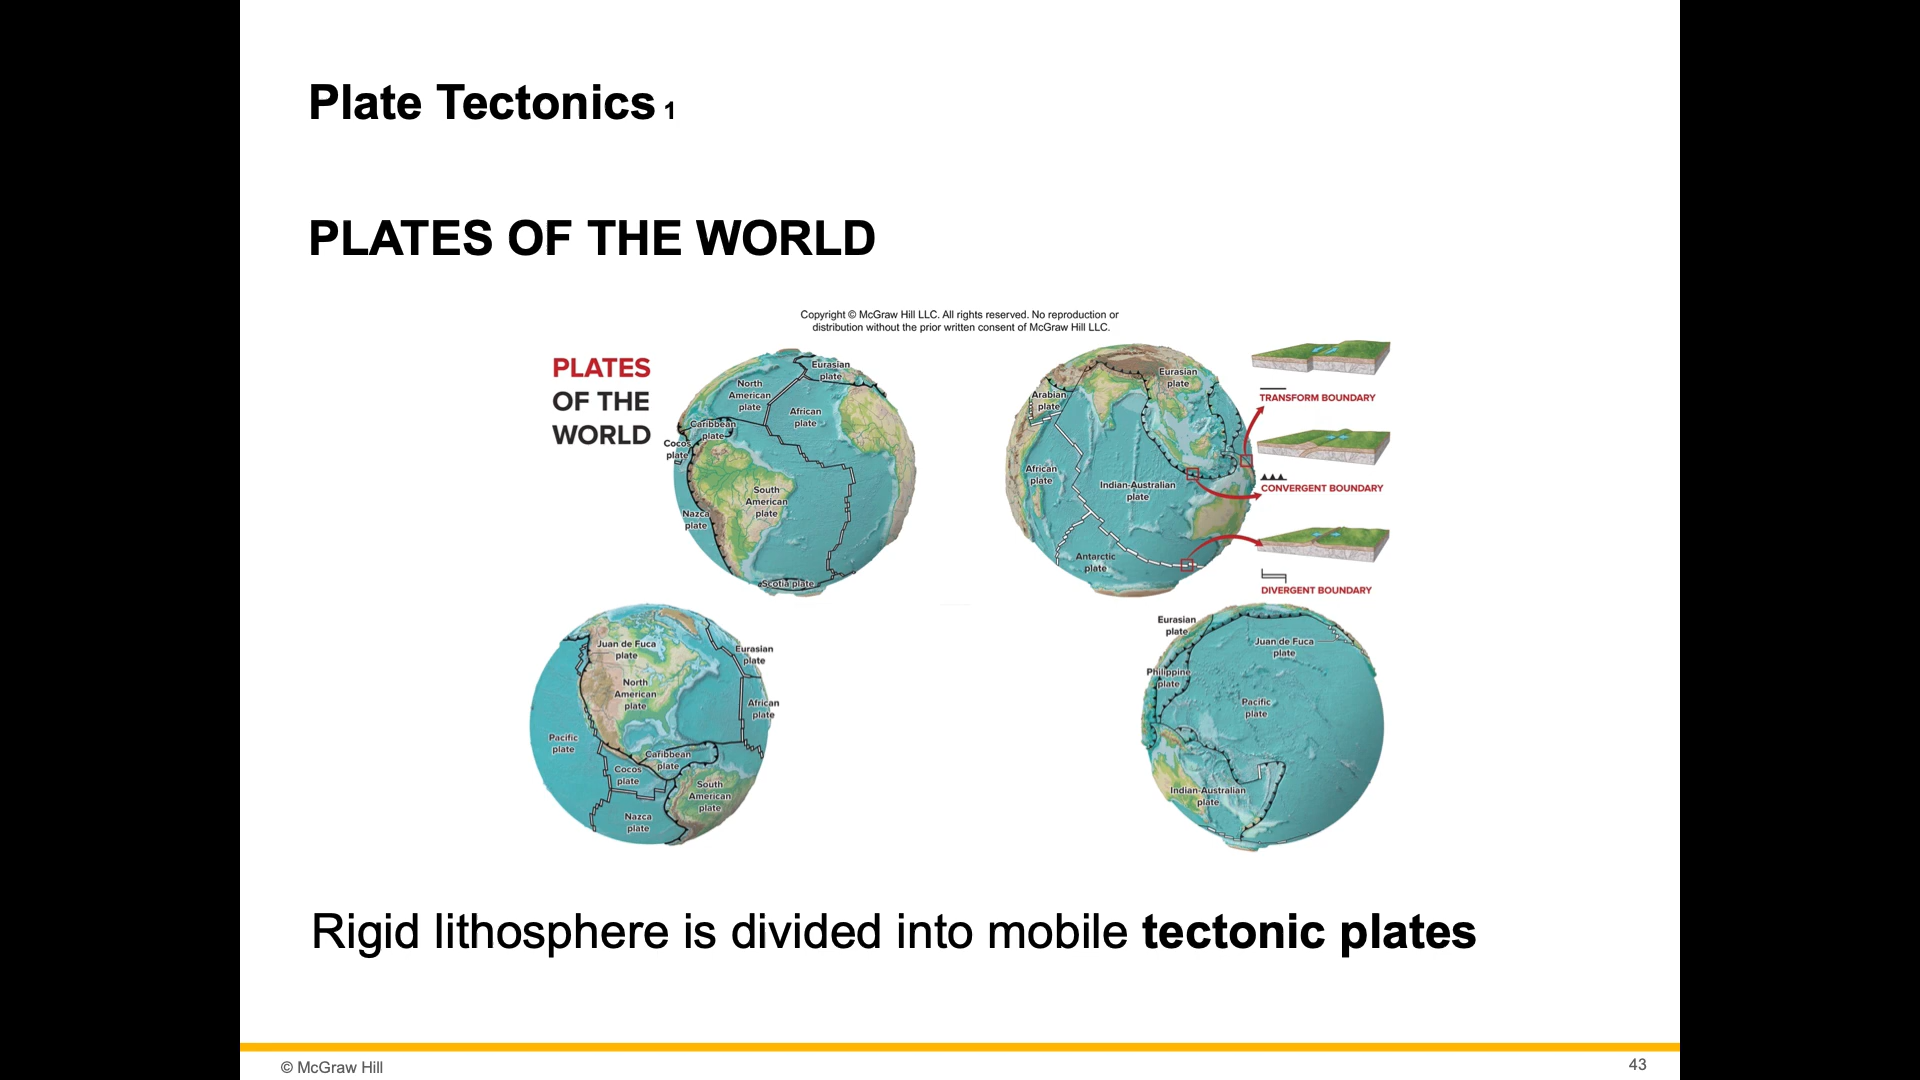 Plate Tectonics 1
PLATES OF THE WORLD
Copyright © McGraw Hill LLC. All rights reserved. No reproduction or
distribution without the prior written consent of McGraw Hill LLC.
PLATES
OF THE
WORLD
Eurasian
plate
North
American
plate
African
plate
Caribbean
plate
Cocos
plate
South
American
plate
Nazca
plate
Scotia plate
Eurasian
plate
Arabian
plate
African
plate
Indian-Australian
plate
Antarctic
plate
TRANSFORM BOUNDARY
CONVERGENT BOUNDARY
DIVERGENT BOUNDARY
Juan de Fuca
plate
Eurasian
plate
North
American
plate
African
plate
Pacific
plate
Caribbean
plate
Cocos
plate
South
American
plate
Nazca
plate
Eurasian
plate
Juan de Fuca
plate
Philippine
plate
Pacific
plate
Indian-Australian
plate
Rigid lithosphere is divided into mobile tectonic plates
© McGraw Hill
43